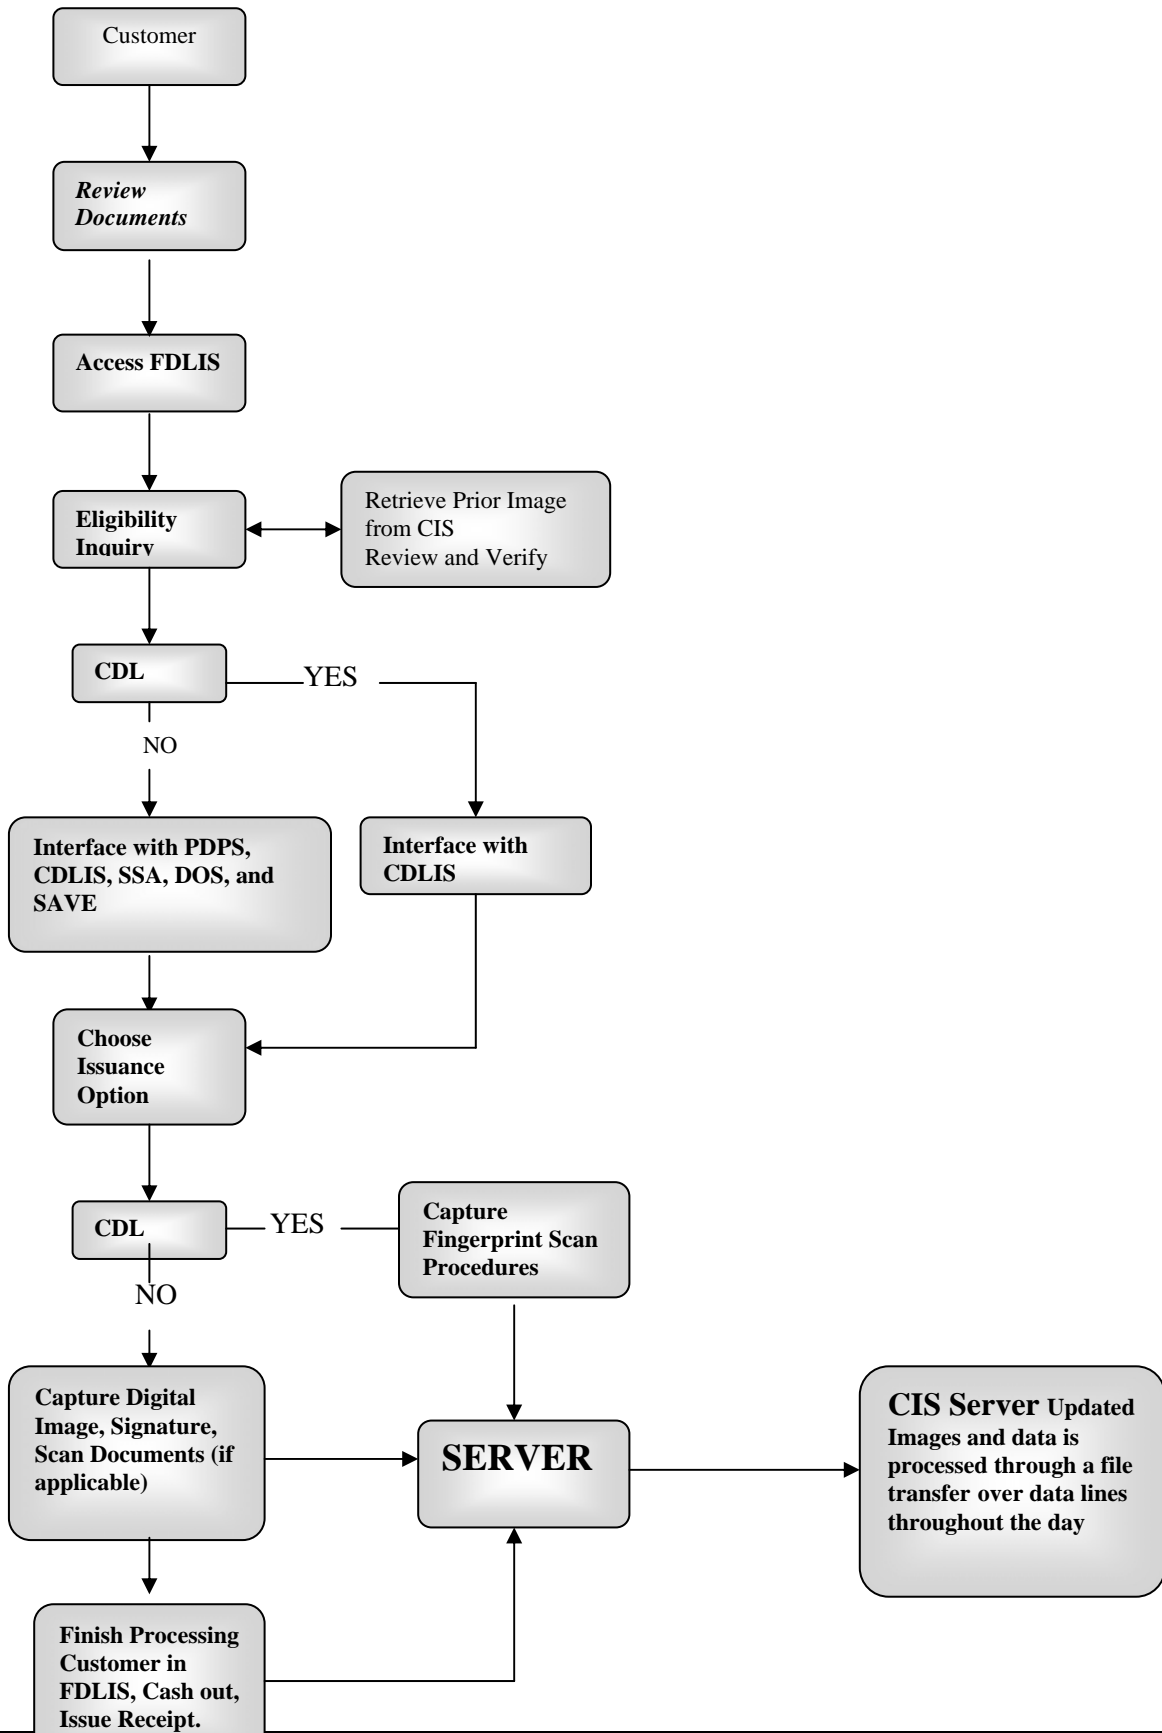 Customer
Review
Documents
Access FDLIS
Eligibility
Inquiry
Retrieve Prior Image
from CIS
Review and Verify
CDL
YES
NO
Interface with PDPS,
CDLIS, SSA, DOS, and
SAVE
Interface with
CDLIS
Choose
Issuance
Option
CDL
YES
Capture
Fingerprint Scan
Procedures
NO
Capture Digital
Image, Signature,
Scan Documents (if
applicable)
SERVER
CIS Server Updated
Images and data is
processed through a file
transfer over data lines
throughout the day
Finish Processing
Customer in
FDLIS, Cash out,
Issue Receipt.